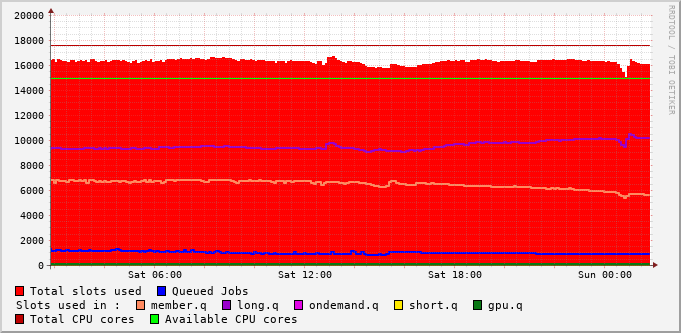 RRDTOOL / TOBI OETIKER
20000
18000
16000
14000
12000
10000
8000
6000
4000
2000
0
Sat 06:00 Sat 12:00 Sat 18:00 Sun 00:00
Total slots used Queued Jobs
Slots used in : member.q long.q ondemand.q short.q gpu.q
Total CPU cores Available CPU cores